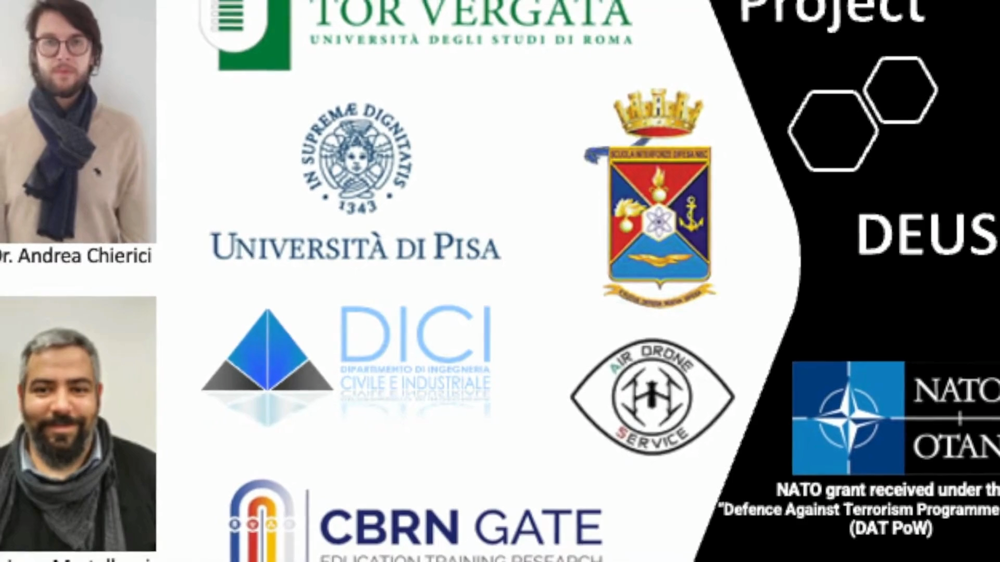 Project
TOR VERGATA
UNIVERSITÀ DEGLI STUDI DI ROMA
IN SUPREMÆ DIGNITATIS
• 1343 •
UNIVERSITÀ DI PISA
SCUOLA INTERFORZE DIFESA NBC
DEUS
Dr. Andrea Chierici
DICI
DIPARTIMENTO DI INGEGNERIA
CIVILE E INDUSTRIALE
AIR DRONE
SERVICE
NATO
OTAN
NATO grant received under th
"Defence Against Terrorism Programme
(DAT PoW)
CBRN GATE
EDUCATION TRAINING RESEARCH